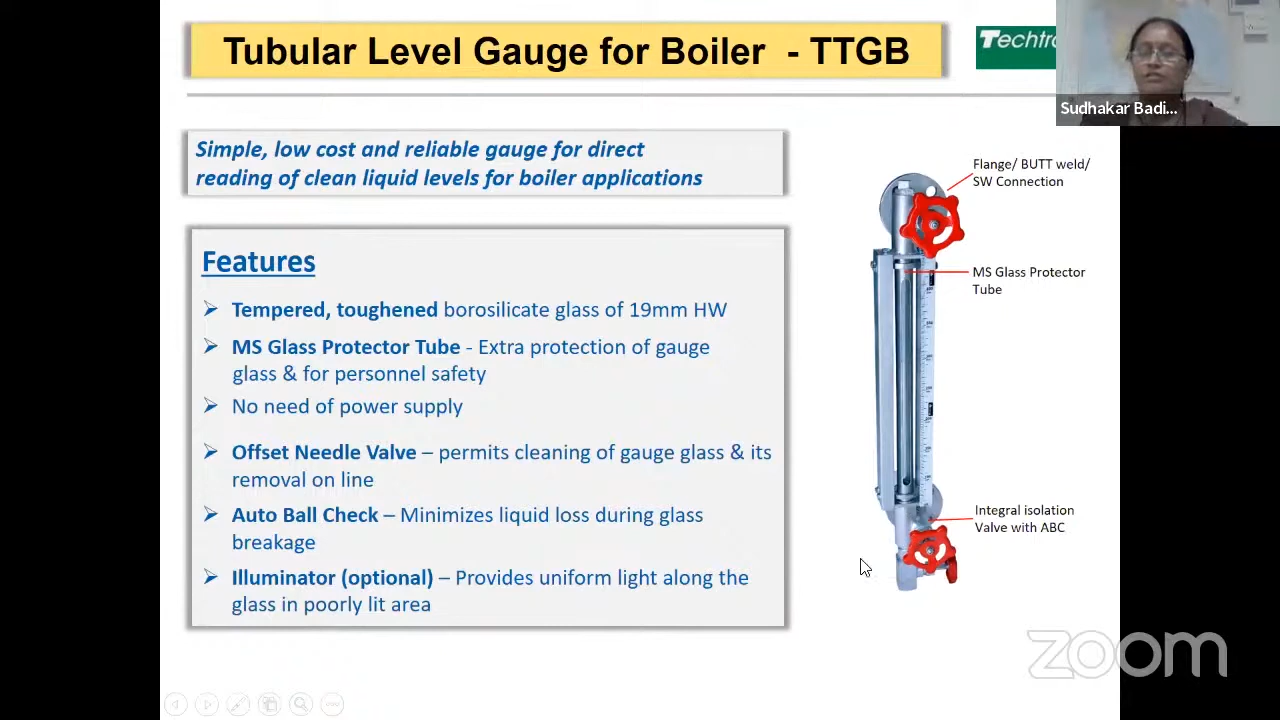 Tubular Level Gauge for Boiler - TTGB
Sudhakar Badi...
Simple, low cost and reliable gauge for direct
reading of clean liquid levels for boiler applications
Flange/ BUTT weld/
SW Connection
Features
MS Glass Protector
Tube
Tempered, toughened borosilicate glass of 19mm HW
MS Glass Protector Tube - Extra protection of gauge
glass & for personnel safety
No need of power supply
Offset Needle Valve – permits cleaning of gauge glass & its
removal on line
Auto Ball Check – Minimizes liquid loss during glass
breakage
Integral isolation
Valve with ABC
Illuminator (optional) – Provides uniform light along the
glass in poorly lit area
zoom